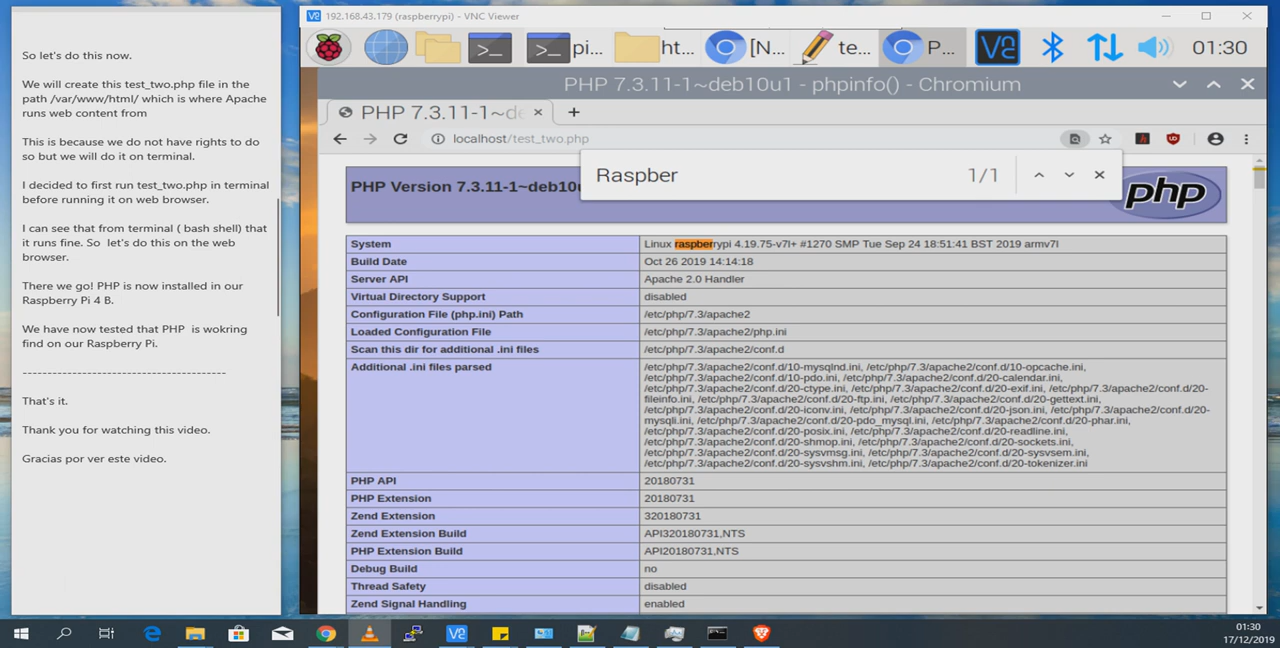 So let's do this now.
We will create this test_two.php file in the
path /var/www/html/ which is where Apache
runs web content from
This is because we do not have rights to do
so but we will do it on terminal.
I decided to first run test_two.php in terminal
before running it on web browser.
I can see that from terminal ( bash shell) that
it runs fine. So  let's do this on the web
browser.
There we go! PHP is now installed in our
Raspberry Pi 4 B.
We have now tested that PHP  is wokring
find on our Raspberry Pi.
-----------------------------------------
That's it.
Thank you for watching this video.
Gracias por ver este video.
192.168.43.179 (raspberrypi) - VNC Viewer
pi... ht... [N... te... P... 01:30
PHP 7.3.11-1~deb10u1 - phpinfo() - Chromium
PHP 7.3.11-1~de
localhost/test_two.php
Raspber 1/1
PHP Version 7.3.11-1~deb10u
php
System Linux raspberrypi 4.19.75-v7l+ #1270 SMP Tue Sep 24 18:51:41 BST 2019 armv7l
Build Date Oct 26 2019 14:14:18
Server API Apache 2.0 Handler
Virtual Directory Support disabled
Configuration File (php.ini) Path /etc/php/7.3/apache2
Loaded Configuration File /etc/php/7.3/apache2/php.ini
Scan this dir for additional .ini files /etc/php/7.3/apache2/conf.d
Additional .ini files parsed /etc/php/7.3/apache2/conf.d/10-mysqlnd.ini, /etc/php/7.3/apache2/conf.d/10-opcache.ini,
/etc/php/7.3/apache2/conf.d/10-pdo.ini, /etc/php/7.3/apache2/conf.d/20-calendar.ini,
/etc/php/7.3/apache2/conf.d/20-ctype.ini, /etc/php/7.3/apache2/conf.d/20-exif.ini, /etc/php/7.3/apache2/conf.d/20-
fileinfo.ini, /etc/php/7.3/apache2/conf.d/20-ftp.ini, /etc/php/7.3/apache2/conf.d/20-gettext.ini,
/etc/php/7.3/apache2/conf.d/20-iconv.ini, /etc/php/7.3/apache2/conf.d/20-json.ini, /etc/php/7.3/apache2/conf.d/20-
mysqli.ini, /etc/php/7.3/apache2/conf.d/20-pdo_mysql.ini, /etc/php/7.3/apache2/conf.d/20-phar.ini,
/etc/php/7.3/apache2/conf.d/20-posix.ini, /etc/php/7.3/apache2/conf.d/20-readline.ini,
/etc/php/7.3/apache2/conf.d/20-shmop.ini, /etc/php/7.3/apache2/conf.d/20-sockets.ini,
/etc/php/7.3/apache2/conf.d/20-sysvmsg.ini, /etc/php/7.3/apache2/conf.d/20-sysvsem.ini,
/etc/php/7.3/apache2/conf.d/20-sysvshm.ini, /etc/php/7.3/apache2/conf.d/20-tokenizer.ini
PHP API 20180731
PHP Extension 20180731
Zend Extension 320180731
Zend Extension Build API320180731,NTS
PHP Extension Build API20180731,NTS
Debug Build no
Thread Safety disabled
Zend Signal Handling enabled
01:30
17/12/2019